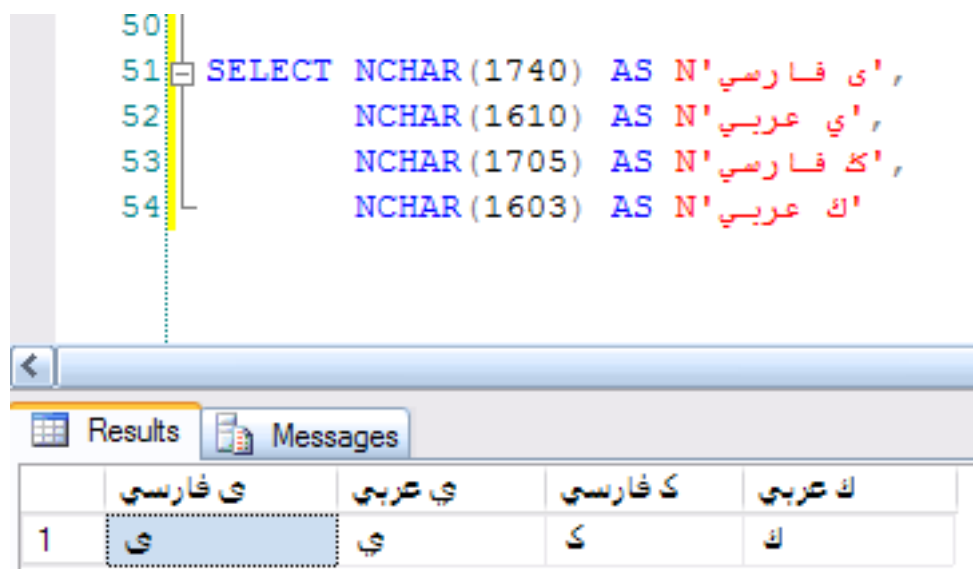 50
51 SELECT NCHAR(1740) AS N'ی فارسي',
52 NCHAR(1610) AS N'ي عربي',
53 NCHAR(1705) AS N'ک فارسي',
54 NCHAR(1603) AS N'ك عربي'
Results Messages
ی فارسي ي عربي ک فارسي ك عربي
1 ی ي ک ك